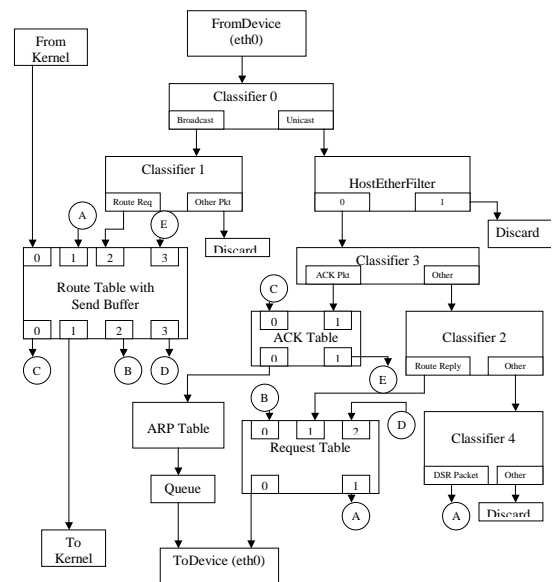 FromDevice
(eth0)
From
Kernel
Classifier 0
Broadcast
Unicast
Classifier 1
Route Req
Other Pkt
HostEtherFilter
0
1
A
E
Discard
Discard
0
1
2
3
Route Table with
Send Buffer
0
1
2
3
Classifier 3
ACK Pkt
Other
C
0
1
ACK Table
0
1
Classifier 2
Route Reply
Other
C
B
D
E
B
D
ARP Table
0
1
2
Request Table
0
1
Classifier 4
DSR Packet
Other
Queue
A
A
Discard
To
Kernel
ToDevice (eth0)